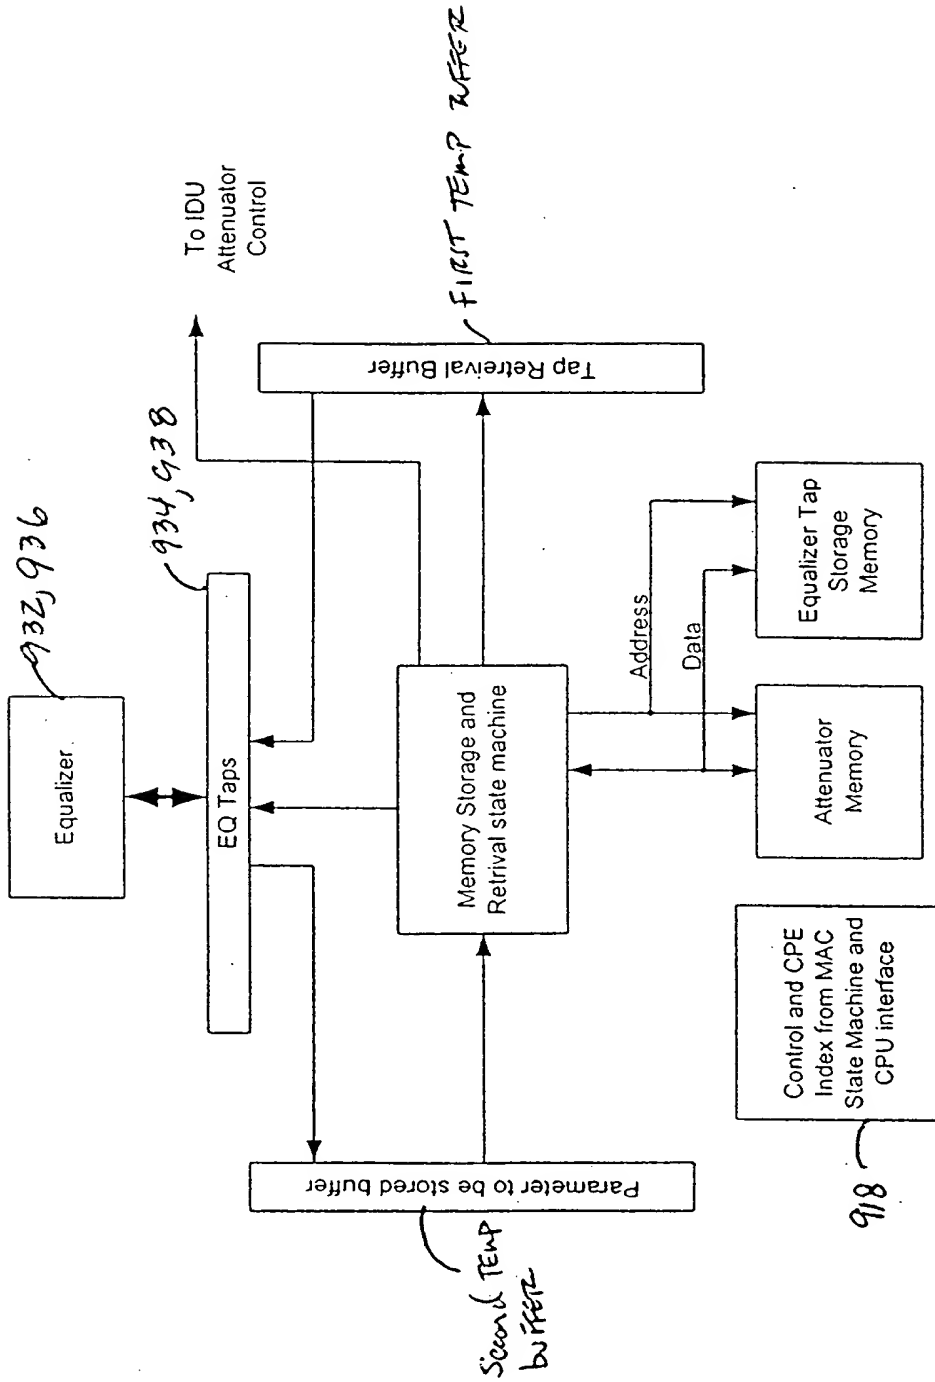 932, 936
Equalizer
934, 938
EQ Taps
To IDU
Attenuator
Control
Second TEMP
buFFER
Parameter to be stored buffer
Memory Storage and
Retrival state machine
Tap Retreival Buffer
FIRST TEMP BUFFER
Address
Data
918
Control and CPE
Index from MAC
State Machine and
CPU interface
Attenuator
Memory
Equalizer Tap
Storage
Memory